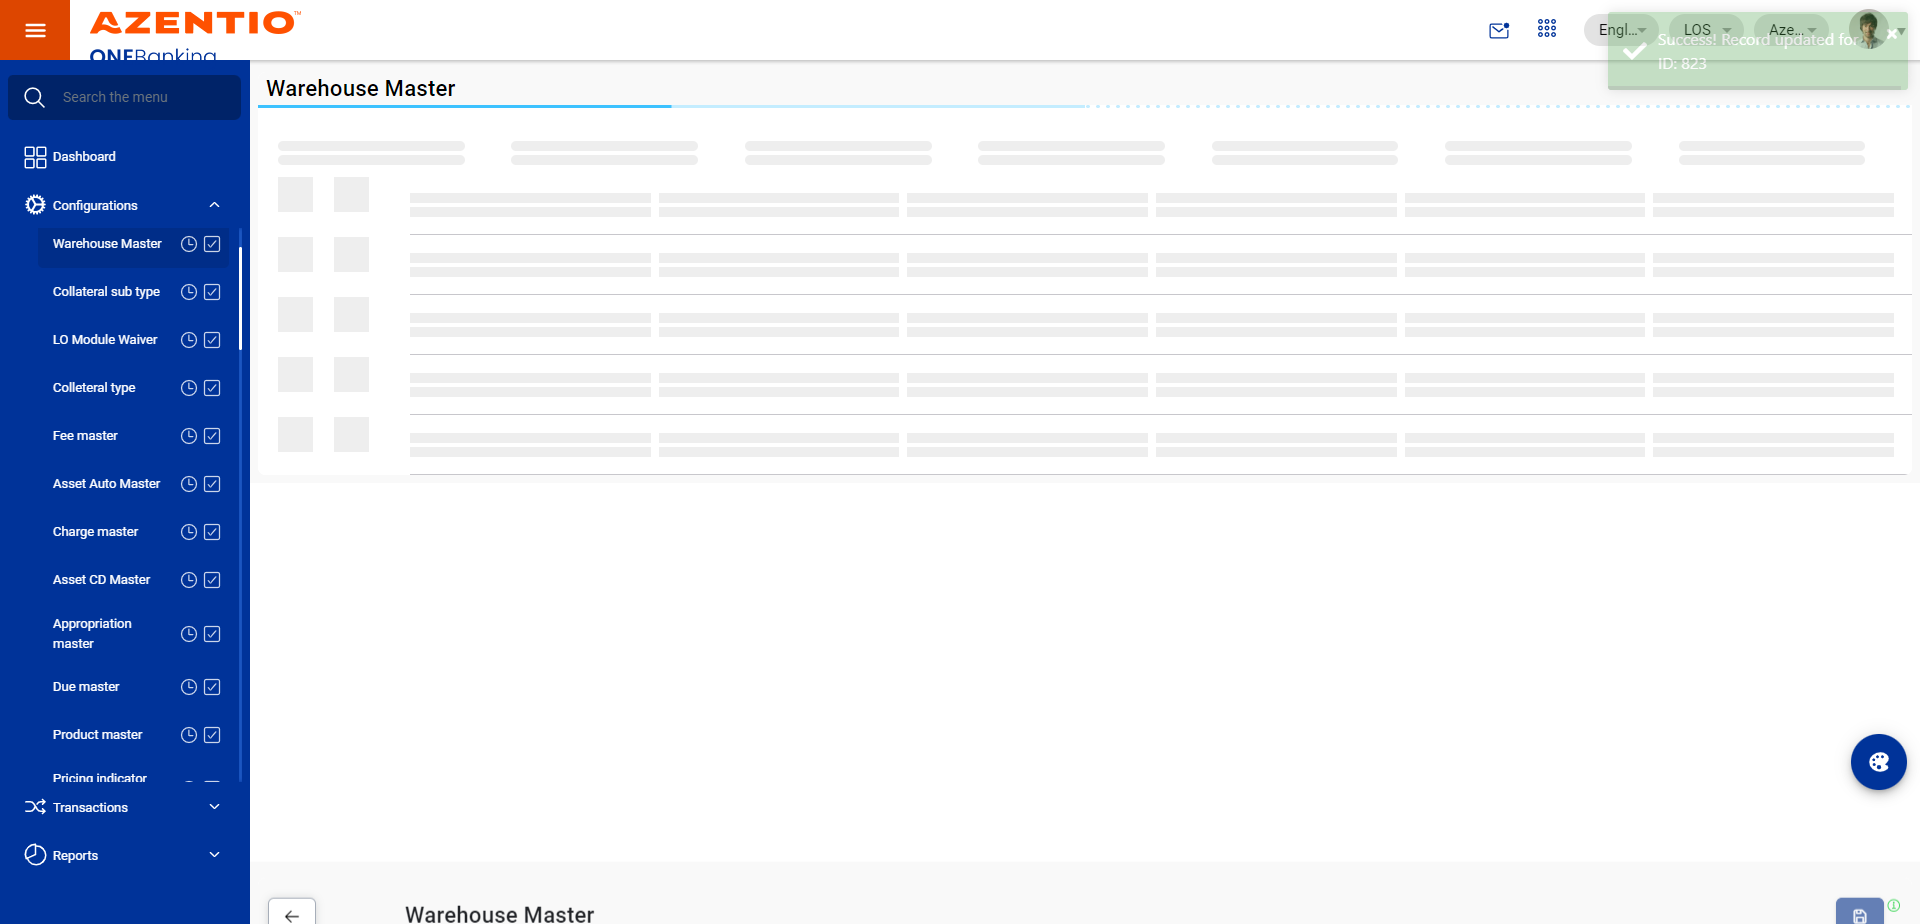 AZENTIO™
ONEBanking
Engl...
LOS
Aze...
Success! Record updated for
ID: 823
Search the menu
Warehouse Master
Dashboard
Configurations
Warehouse Master
Collateral sub type
LO Module Waiver
Colleteral type
Fee master
Asset Auto Master
Charge master
Asset CD Master
Appropriation
master
Due master
Product master
Pricing indicator
Transactions
Reports
Warehouse Master